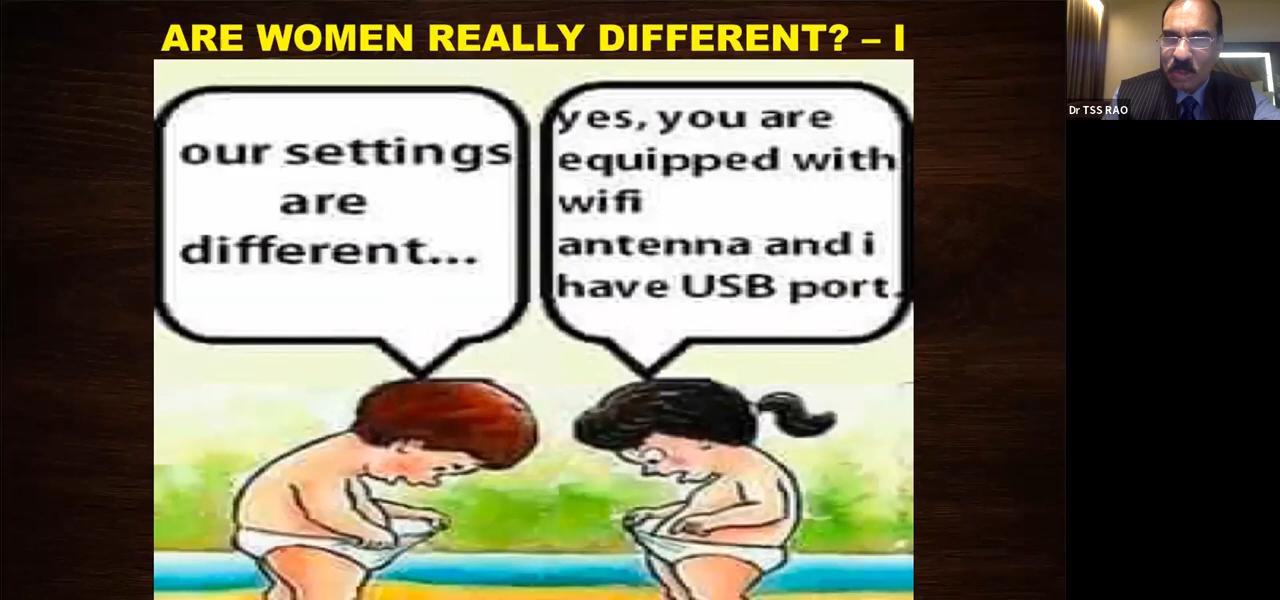 ARE WOMEN REALLY DIFFERENT? – I
our settings
are
different...
yes, you are
equipped with
wifi
antenna and i
have USB port.
Dr TSS RAO